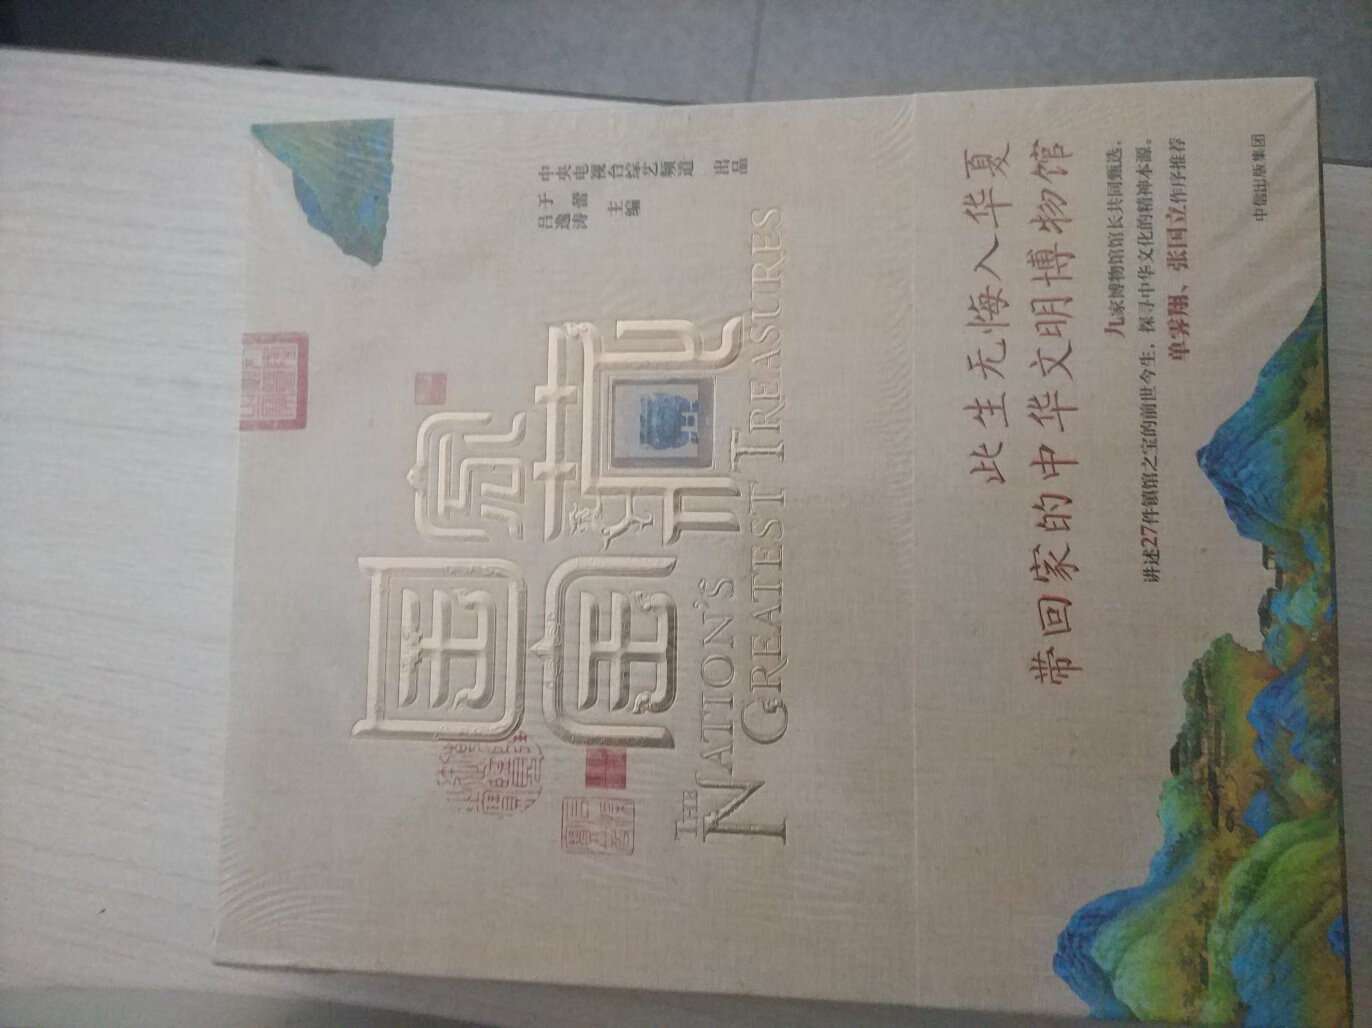 中央电视台综艺频道
出品
于蕾
吕逸涛
主编
国家宝藏
THE
NATION'S
GREATEST TREASURES
此生无悔入华夏
带回家的中华文明博物馆
九家博物馆馆长共同甄选，
讲述27件镇馆之宝的前世今生，探寻中华文化的精神本源。
单霁翔、张国立作序推荐
中信出版集团